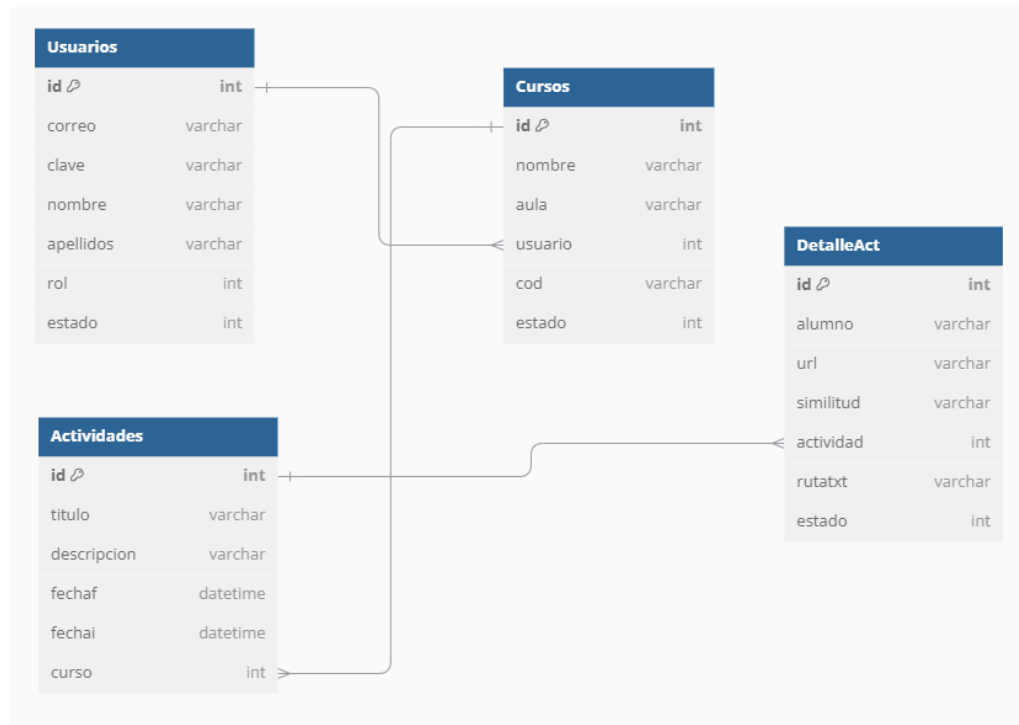 Usuarios
id int
correo varchar
clave varchar
nombre varchar
apellidos varchar
rol int
estado int
Cursos
id int
nombre varchar
aula varchar
usuario int
cod varchar
estado int
DetalleAct
id int
alumno varchar
url varchar
similitud varchar
actividad int
rutatxt varchar
estado int
Actividades
id int
titulo varchar
descripcion varchar
fechaf datetime
fechai datetime
curso int